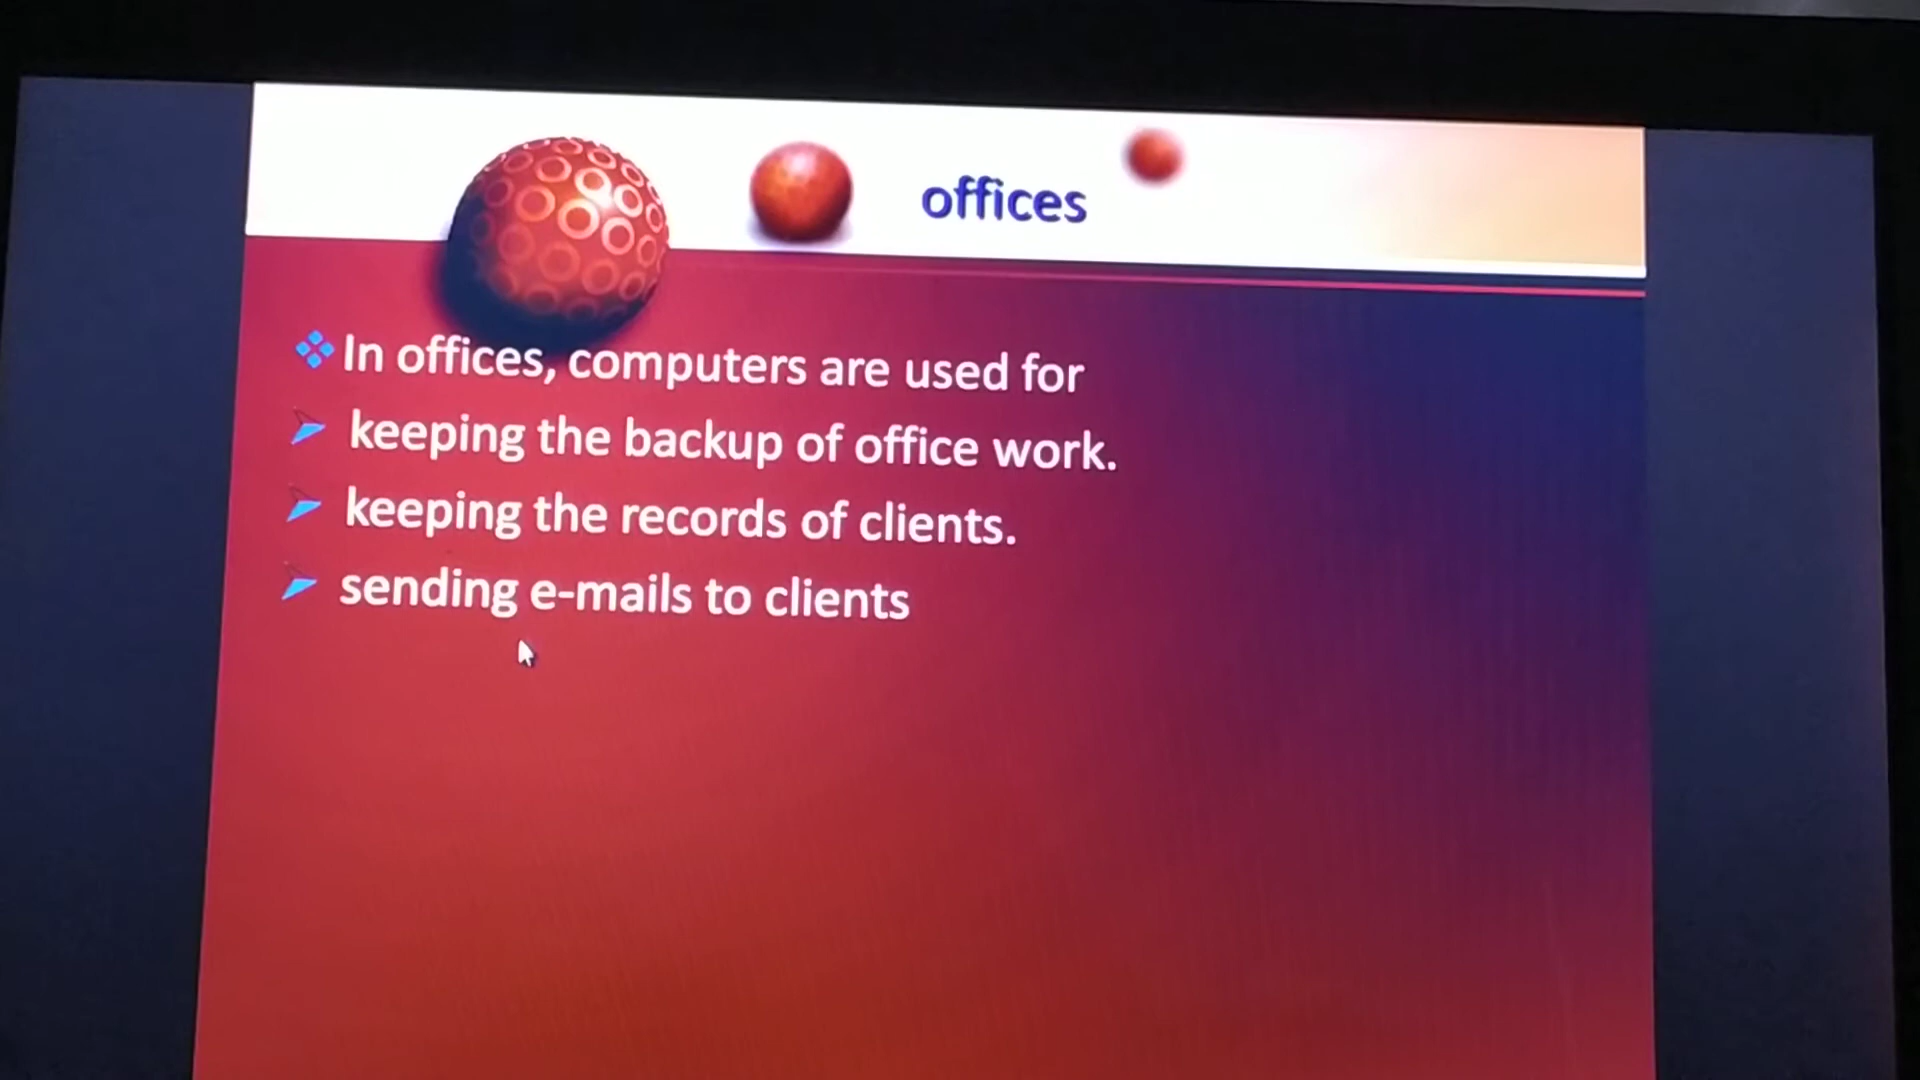 offices
In offices, computers are used for
keeping the backup of office work.
keeping the records of clients.
sending e-mails to clients